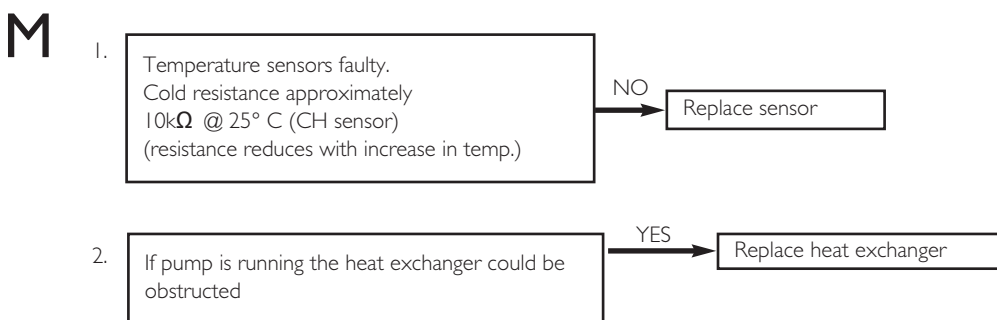 M
1.
Temperature sensors faulty.
Cold resistance approximately
10kΩ @ 25° C (CH sensor)
(resistance reduces with increase in temp.)
NO
Replace sensor
2.
If pump is running the heat exchanger could be
obstructed
YES
Replace heat exchanger